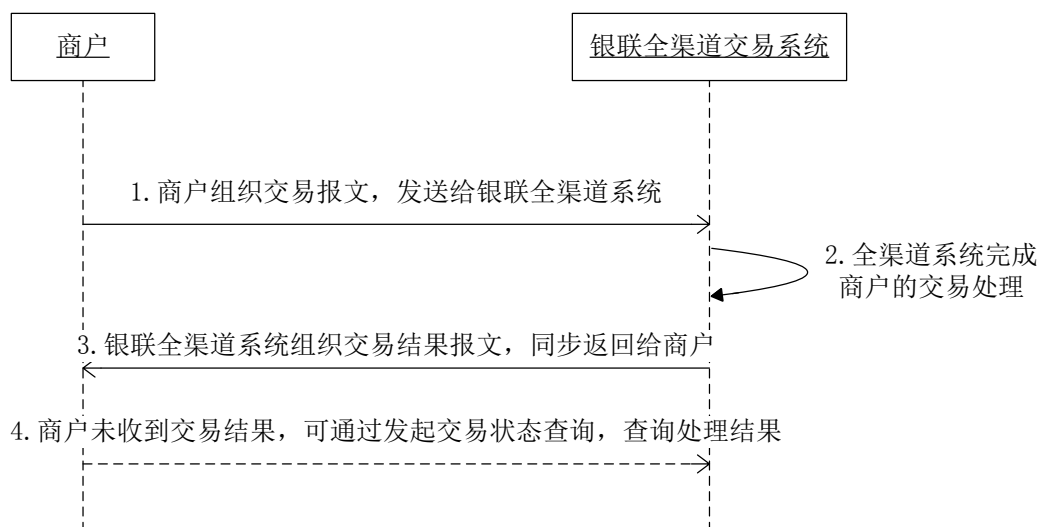 商户
银联全渠道交易系统
1.商户组织交易报文，发送给银联全渠道系统
2.全渠道系统完成
商户的交易处理
3.银联全渠道系统组织交易结果报文，同步返回给商户
4.商户未收到交易结果，可通过发起交易状态查询，查询处理结果